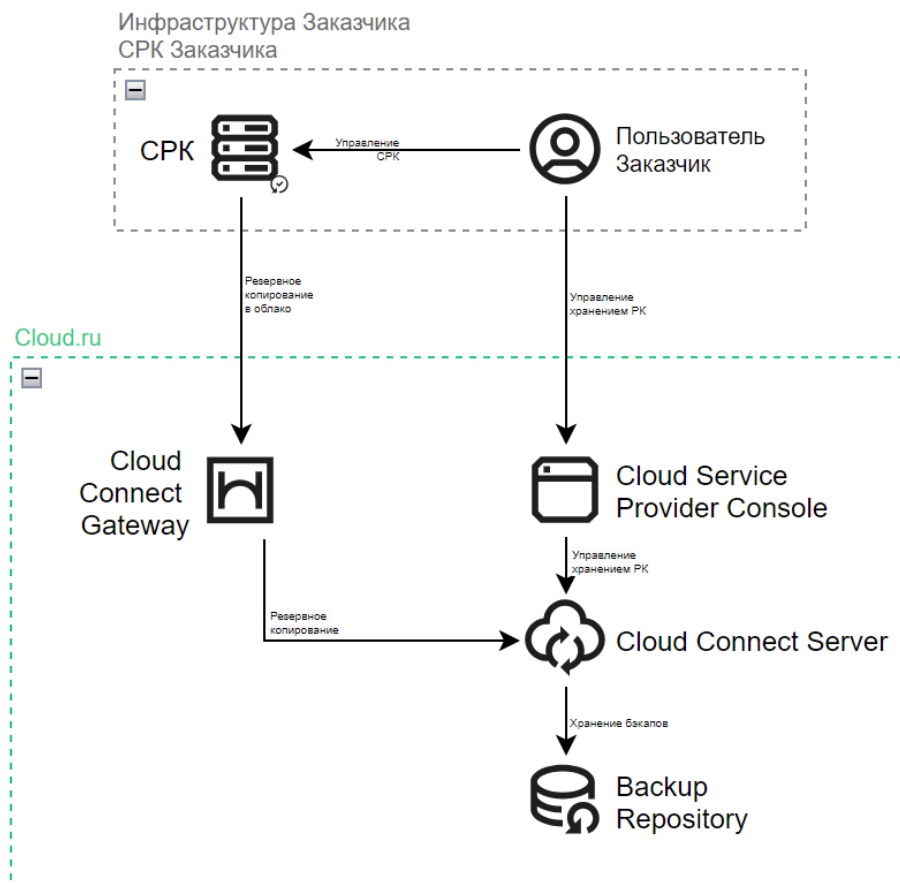 Инфраструктура Заказчика
СРК Заказчика
СРК
Управление
СРК
Пользователь
Заказчик
Резервное
копирование
в облако
Управление
хранением РК
Cloud.ru
Cloud
Connect
Gateway
Cloud Service
Provider Console
Управление
хранением РК
Резервное
копирование
Cloud Connect Server
Хранение бэкапов
Backup
Repository